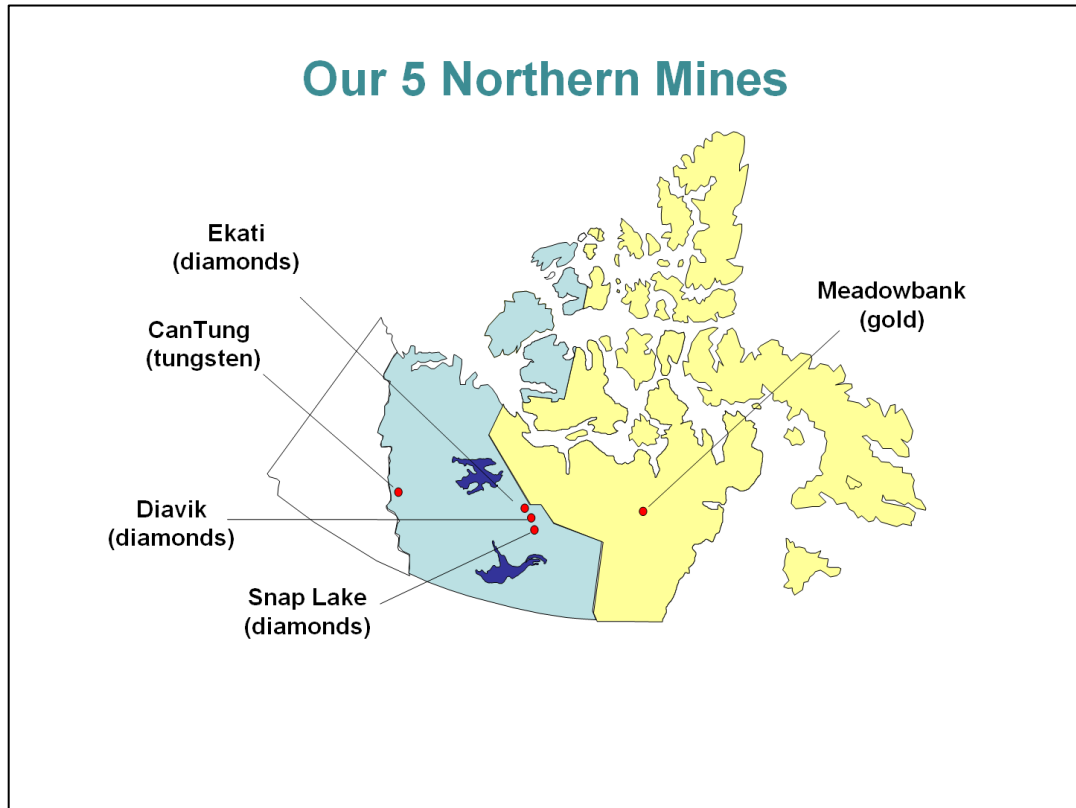 Our 5 Northern Mines
Ekati
(diamonds)
CanTung
(tungsten)
Meadowbank
(gold)
Diavik
(diamonds)
Snap Lake
(diamonds)